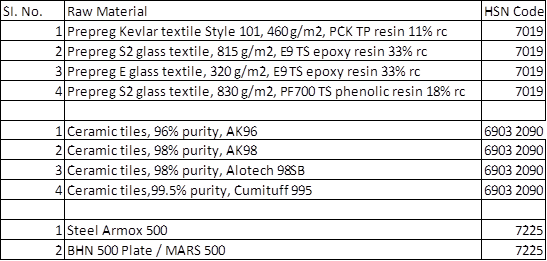 Sl. No. Raw Material HSN Code
1 Prepreg Kevlar textile Style 101, 460 g/m2, PCK TP resin 11% rc 7019
2 Prepreg S2 glass textile, 815 g/m2, E9 TS epoxy resin 33% rc 7019
3 Prepreg E glass textile, 320 g/m2, E9 TS epoxy resin 33% rc 7019
4 Prepreg S2 glass textile, 830 g/m2, PF700 TS phenolic resin 18% rc 7019
1 Ceramic tiles, 96% purity, AK96 6903 2090
2 Ceramic tiles, 98% purity, AK98 6903 2090
3 Ceramic tiles, 98% purity, Alotech 98SB 6903 2090
4 Ceramic tiles,99.5% purity, Cumituff 995 6903 2090
1 Steel Armox 500 7225
2 BHN 500 Plate / MARS 500 7225